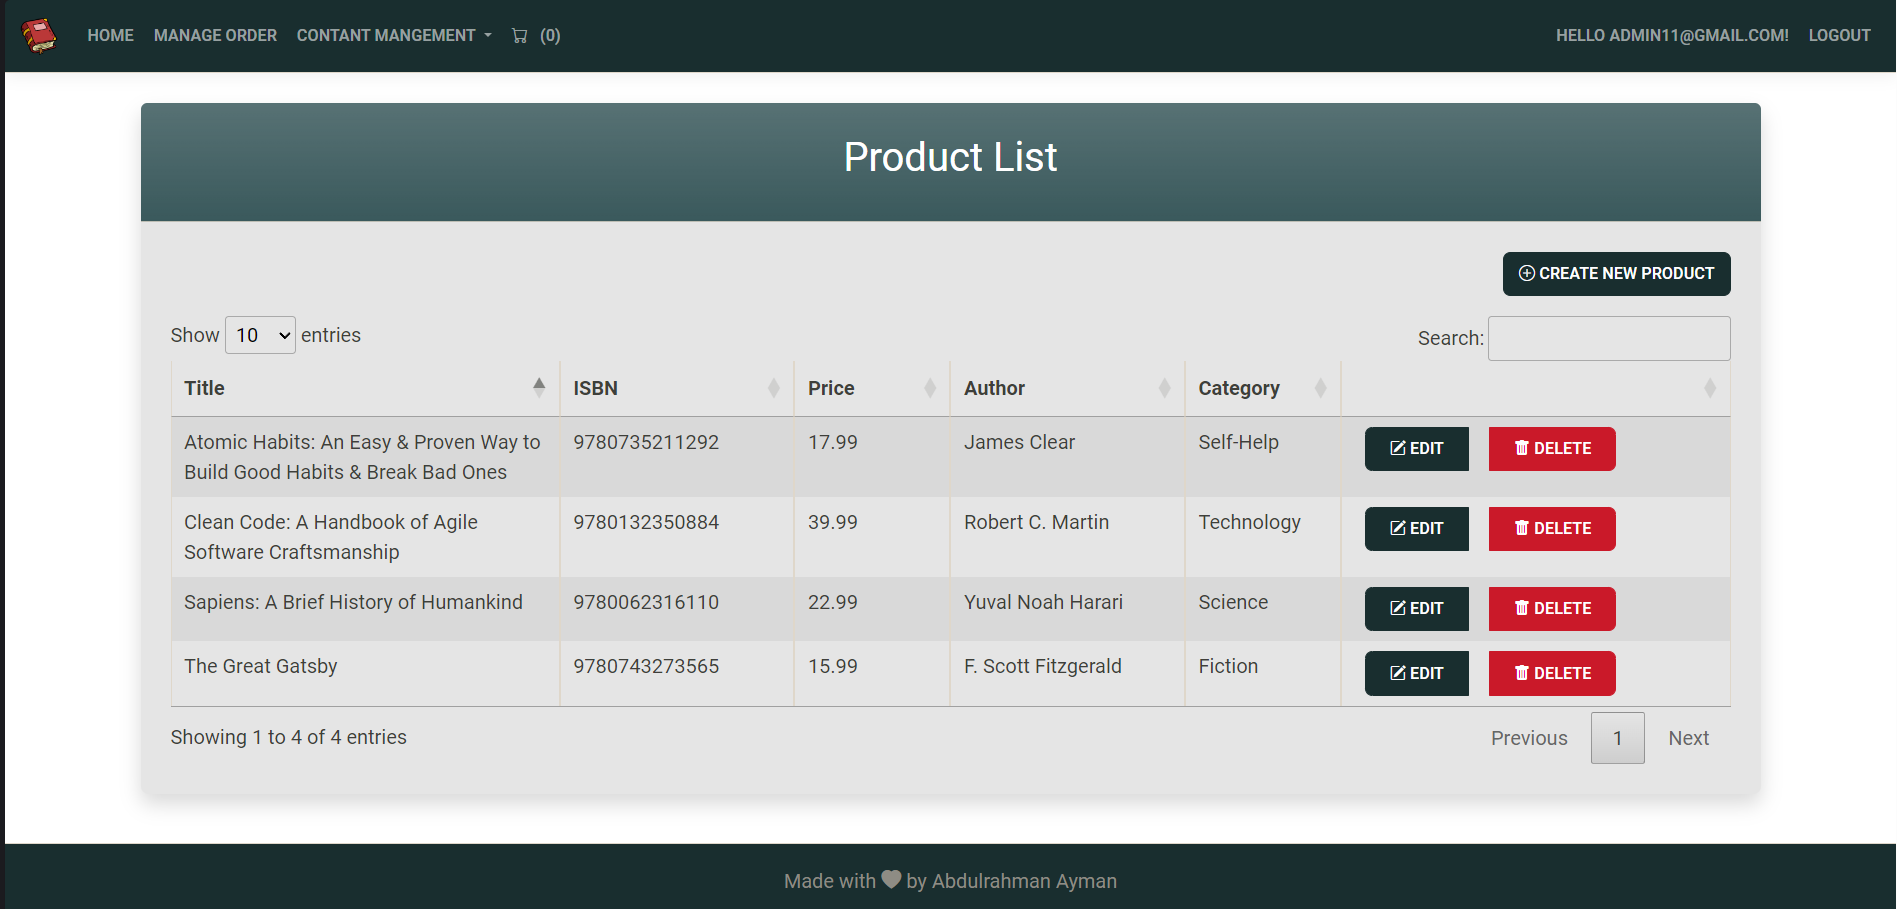 HOME MANAGE ORDER CONTANT MANGEMENT (0) HELLO ADMIN11@GMAIL.COM! LOGOUT
Product List
CREATE NEW PRODUCT
Show 10 entries Search:
Title ISBN Price Author Category
Atomic Habits: An Easy & Proven Way to 9780735211292 17.99 James Clear Self-Help EDIT DELETE
Build Good Habits & Break Bad Ones
Clean Code: A Handbook of Agile 9780132350884 39.99 Robert C. Martin Technology EDIT DELETE
Software Craftsmanship
Sapiens: A Brief History of Humankind 9780062316110 22.99 Yuval Noah Harari Science EDIT DELETE
The Great Gatsby 9780743273565 15.99 F. Scott Fitzgerald Fiction EDIT DELETE
Showing 1 to 4 of 4 entries Previous 1 Next
Made with by Abdulrahman Ayman